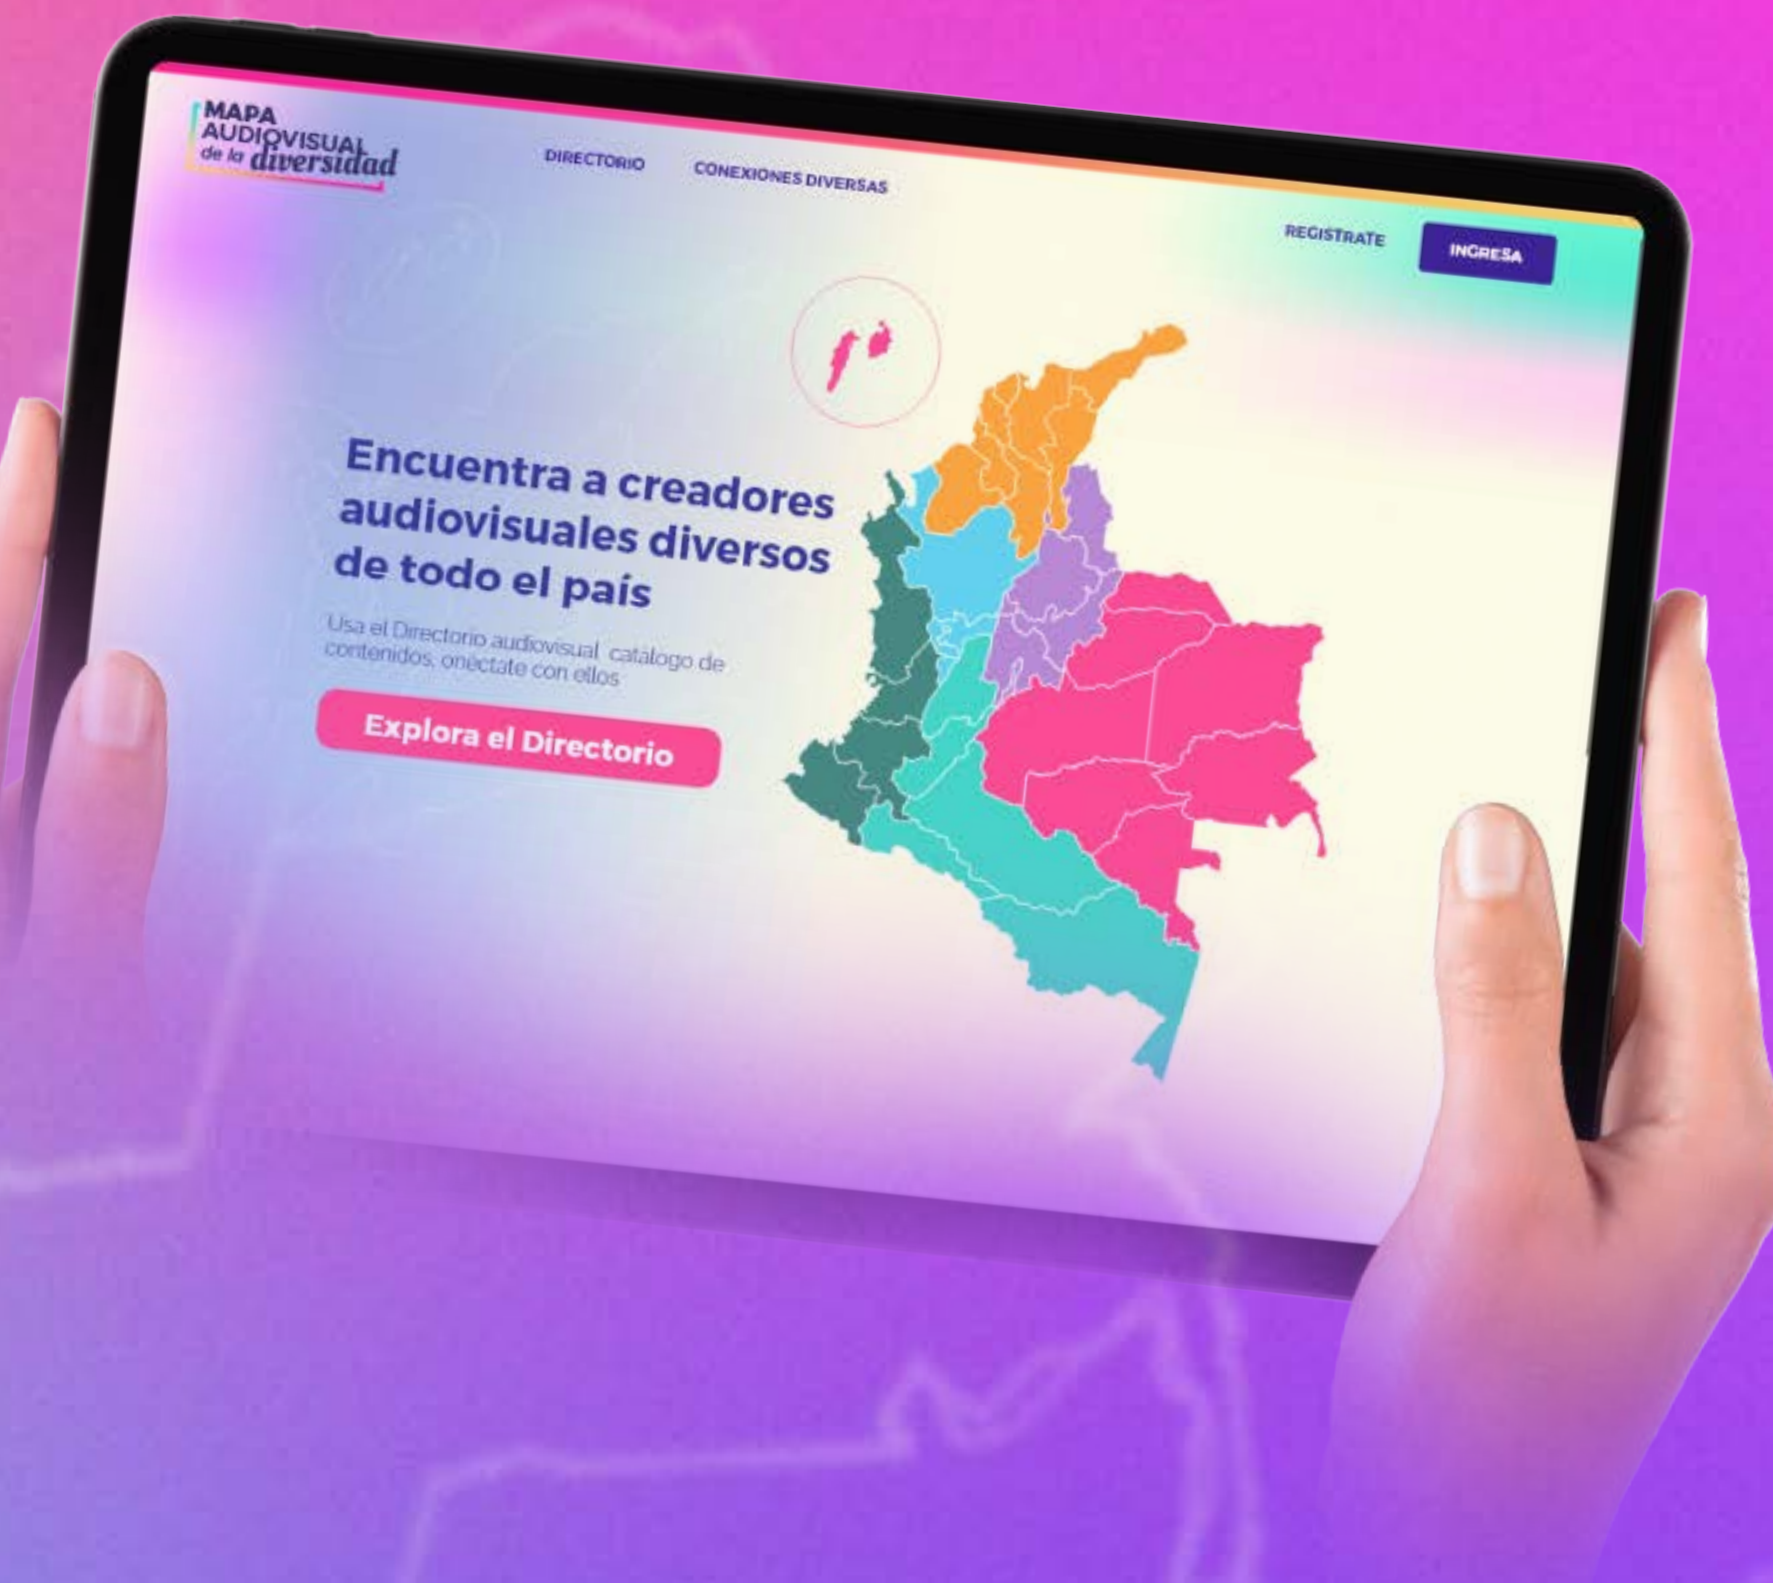 MAPA
AUDIOVISUAL
de la diversidad
DIRECTORIO
CONEXIONES DIVERSAS
REGISTRATE
INGRESA
Encuentra a creadores
audiovisuales diversos
de todo el país
Usa el Directorio audiovisual catálogo de
contenidos, onéctate con ellos
Explora el Directorio